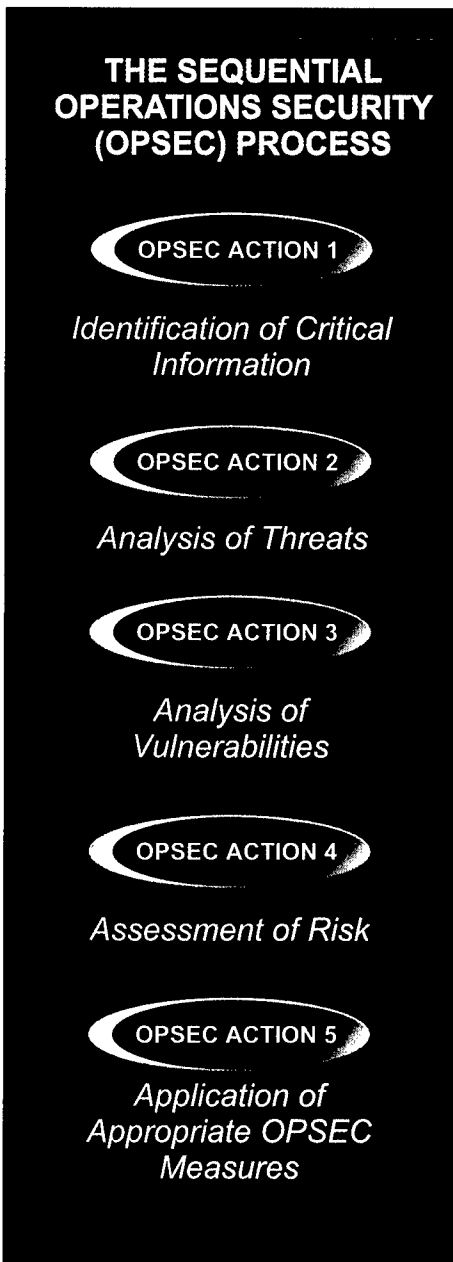 THE SEQUENTIAL
OPERATIONS SECURITY
(OPSEC) PROCESS
OPSEC ACTION 1
Identification of Critical
Information
OPSEC ACTION 2
Analysis of Threats
OPSEC ACTION 3
Analysis of
Vulnerabilities
OPSEC ACTION 4
Assessment of Risk
OPSEC ACTION 5
Application of
Appropriate OPSEC
Measures